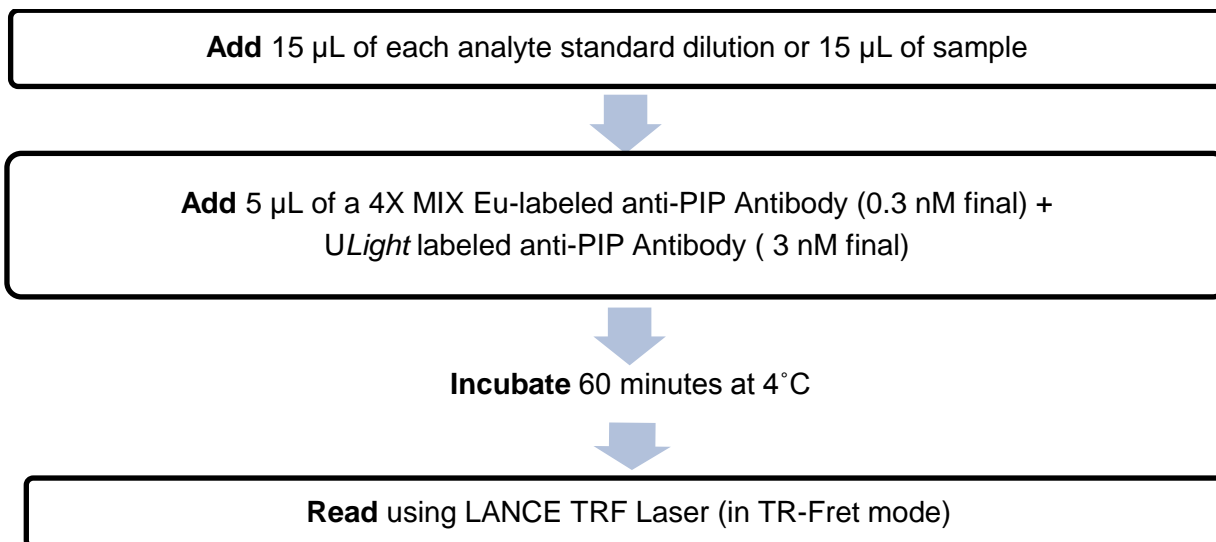 Add 15 µL of each analyte standard dilution or 15 µL of sample
Add 5 µL of a 4X MIX Eu-labeled anti-PIP Antibody (0.3 nM final) +
ULight labeled anti-PIP Antibody ( 3 nM final)
Incubate 60 minutes at 4˚C
Read using LANCE TRF Laser (in TR-Fret mode)